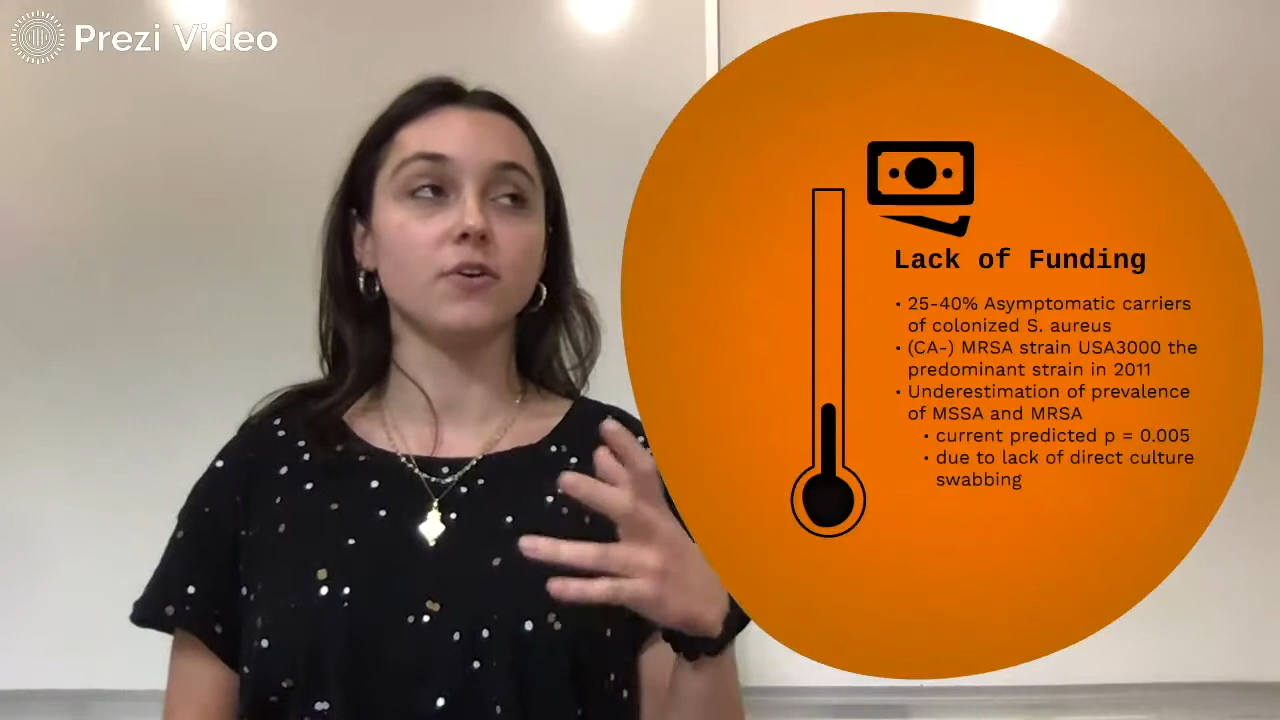 Prezi Video
Lack of Funding
• 25-40% Asymptomatic carriers
of colonized S. aureus
• (CA-) MRSA strain USA3000 the
predominant strain in 2011
• Underestimation of prevalence
of MSSA and MRSA
• current predicted p = 0.005
• due to lack of direct culture
swabbing